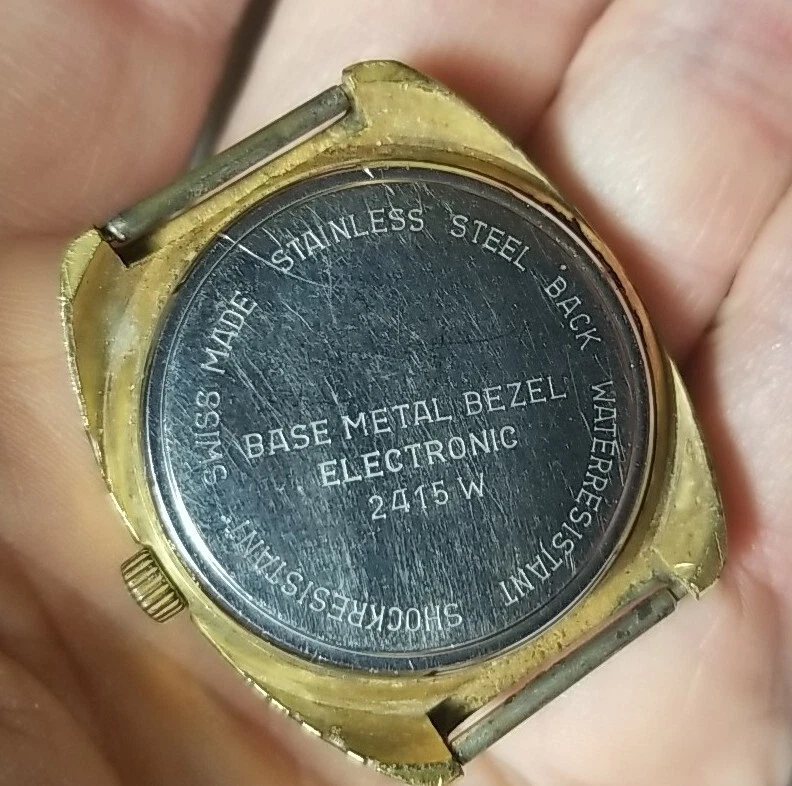 SWISS MADE STAINLESS STEEL BACK WATERRESISTANT SHOCKRESISTANT
BASE METAL BEZEL
ELECTRONIC
2415 W